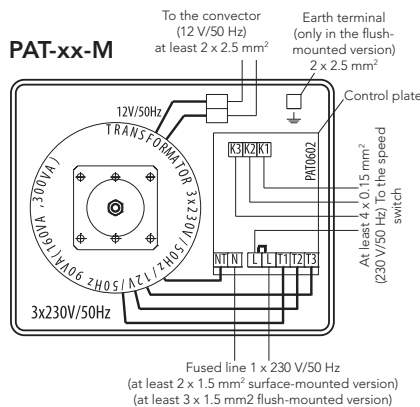 To the convector
(12 V/50 Hz)
at least 2 x 2.5 mm²
Earth terminal
(only in the flush-
mounted version)
2 x 2.5 mm²
PAT-xx-M
Control plate
12V/50Hz
TRANSFORMATOR 3x230V/50Hz/12V/50Hz 90VA(160VA ,300VA)
K3 K2 K1
PAT0602
At least 4 x 0.15 mm²
(230 V/50 Hz) To the speed
switch
NT N L L T1 T2 T3
3x230V/50Hz
Fused line 1 x 230 V/50 Hz
(at least 2 x 1.5 mm² surface-mounted version)
(at least 3 x 1.5 mm2 flush-mounted version)